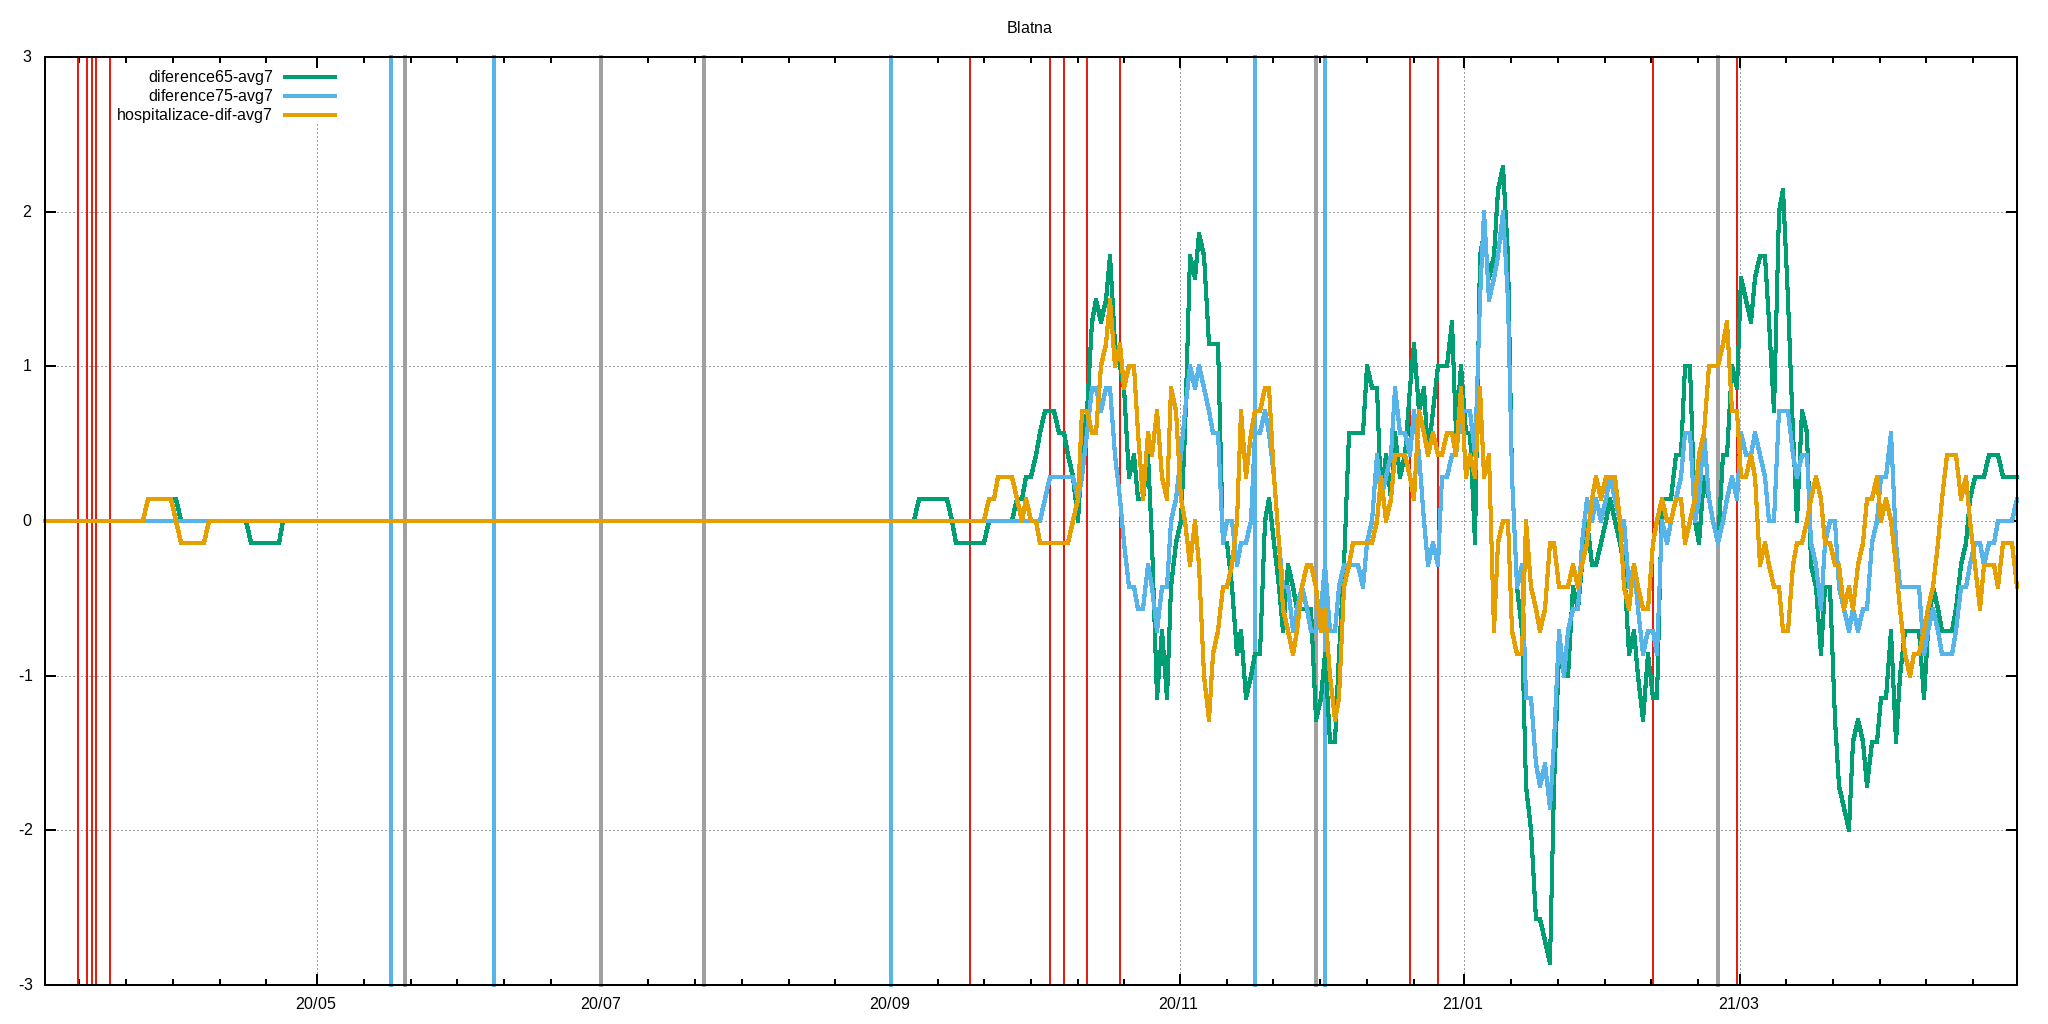 Blatna
diference65-avg7
diference75-avg7
hospitalizace-dif-avg7
3
2
1
0
-1
-2
-3
20/05 20/07 20/09 20/11 21/01 21/03